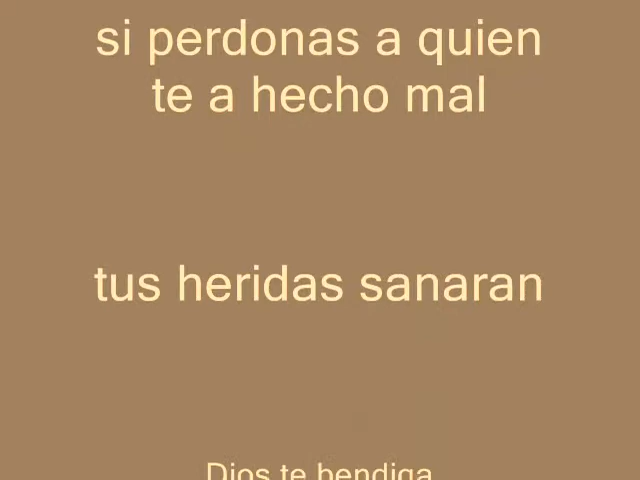 si perdonas a quien
te a hecho mal
tus heridas sanaran
Dios te bendiga